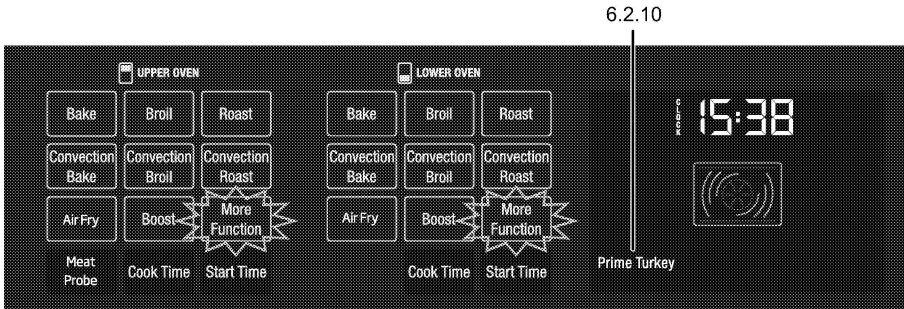 6.2.10
UPPER OVEN
LOWER OVEN
Bake
Broil
Roast
Bake
Broil
Roast
CLOCK
15:38
Convection
Bake
Convection
Broil
Convection
Roast
Convection
Bake
Convection
Broil
Convection
Roast
Air Fry
Boost
More
Function
Air Fry
Boost
More
Function
Meat
Probe
Cook Time
Start Time
Cook Time
Start Time
Prime Turkey